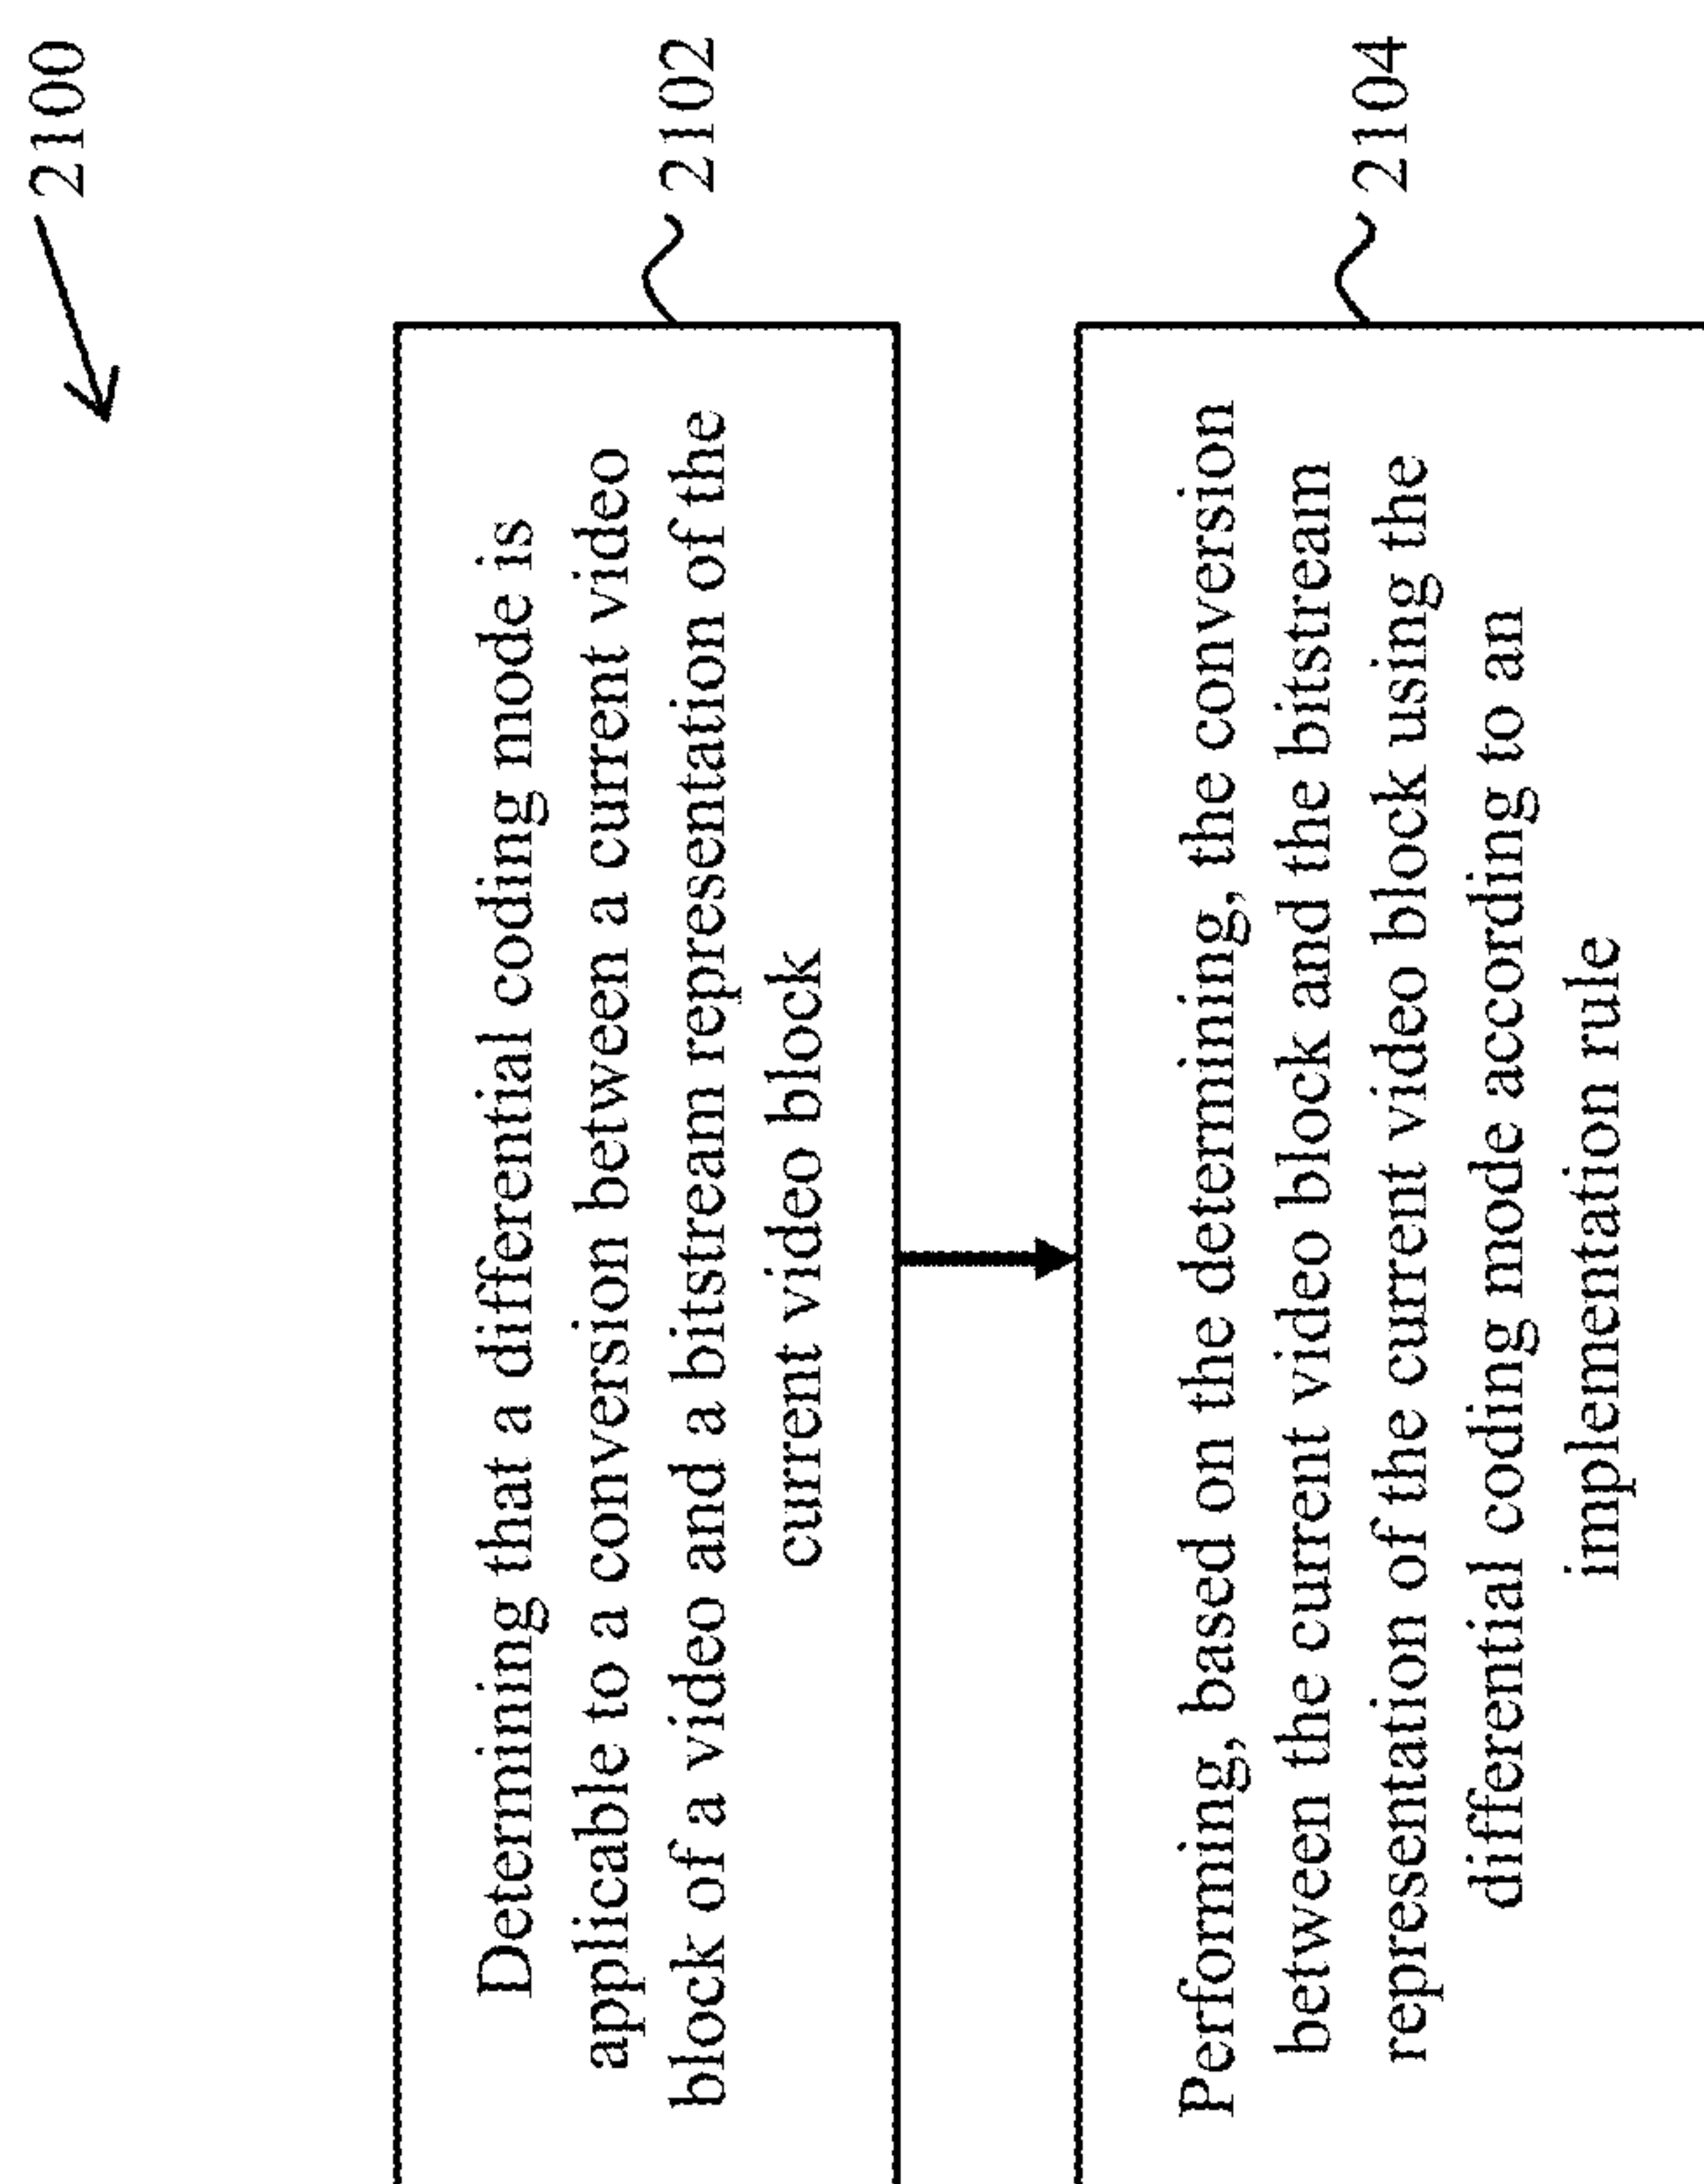 2100
Determining that a differential coding mode is
applicable to a conversion between a current video
block of a video and a bitstream representation of the
current video block
2102
Performing, based on the determining, the conversion
between the current video block and the bitstream
representation of the current video block using the
differential coding mode according to an
implementation rule
2104